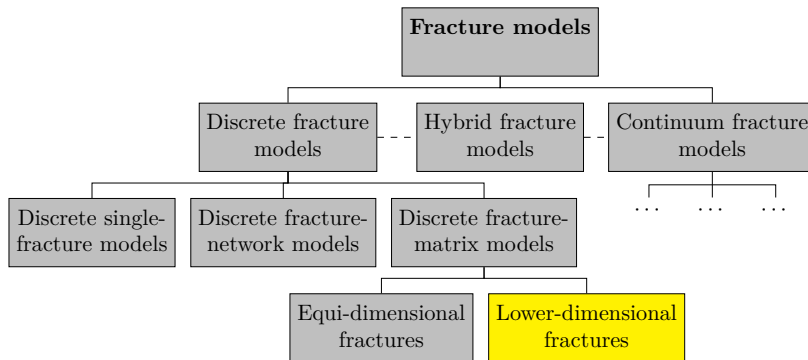 Fracture models
Discrete fracture
models
Hybrid fracture
models
Continuum fracture
models
Discrete single-
fracture models
Discrete fracture-
network models
Discrete fracture-
matrix models
... ... ...
Equi-dimensional
fractures
Lower-dimensional
fractures